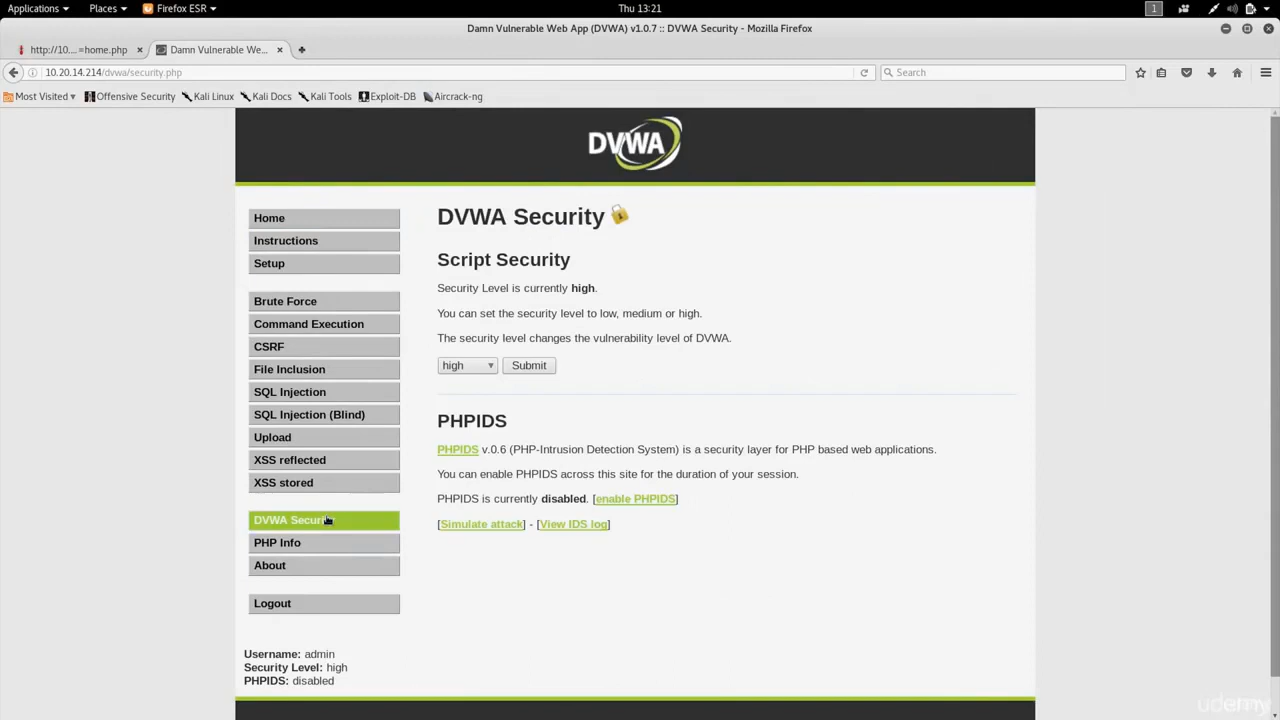 Applications ▾ Places ▾ Firefox ESR ▾ Thu 13:21 1
Damn Vulnerable Web App (DVWA) v1.0.7 :: DVWA Security - Mozilla Firefox
http://10....=home.php × Damn Vulnerable We... ×
10.20.14.214/dvwa/security.php Search
Most Visited ▾ Offensive Security Kali Linux Kali Docs Kali Tools Exploit-DB Aircrack-ng
DVWA
Home
Instructions
Setup
Brute Force
Command Execution
CSRF
File Inclusion
SQL Injection
SQL Injection (Blind)
Upload
XSS reflected
XSS stored
DVWA Secur
PHP Info
About
Logout
DVWA Security
Script Security
Security Level is currently high.
You can set the security level to low, medium or high.
The security level changes the vulnerability level of DVWA.
high ▾ Submit
PHPIDS
PHPIDS v.0.6 (PHP-Intrusion Detection System) is a security layer for PHP based web applications.
You can enable PHPIDS across this site for the duration of your session.
PHPIDS is currently disabled. [enable PHPIDS]
[Simulate attack] - [View IDS log]
Username: admin
Security Level: high
PHPIDS: disabled
udemy